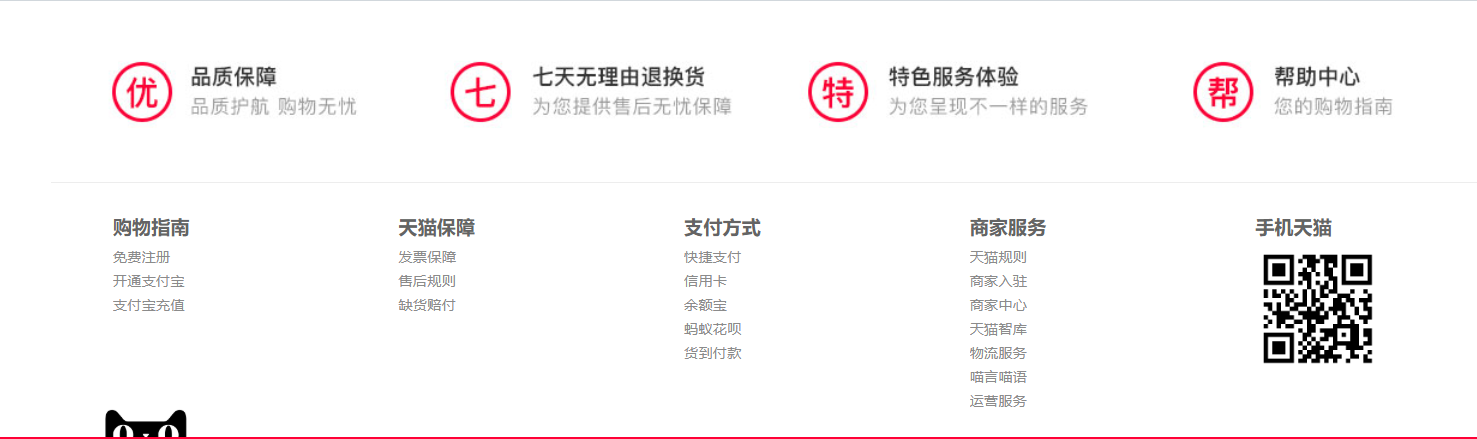 优
品质保障
品质护航 购物无忧
七
七天无理由退换货
为您提供售后无忧保障
特
特色服务体验
为您呈现不一样的服务
帮
帮助中心
您的购物指南
购物指南
免费注册
开通支付宝
支付宝充值
天猫保障
发票保障
售后规则
缺货赔付
支付方式
快捷支付
信用卡
余额宝
蚂蚁花呗
货到付款
商家服务
天猫规则
商家入驻
商家中心
天猫智库
物流服务
喵言喵语
运营服务
手机天猫